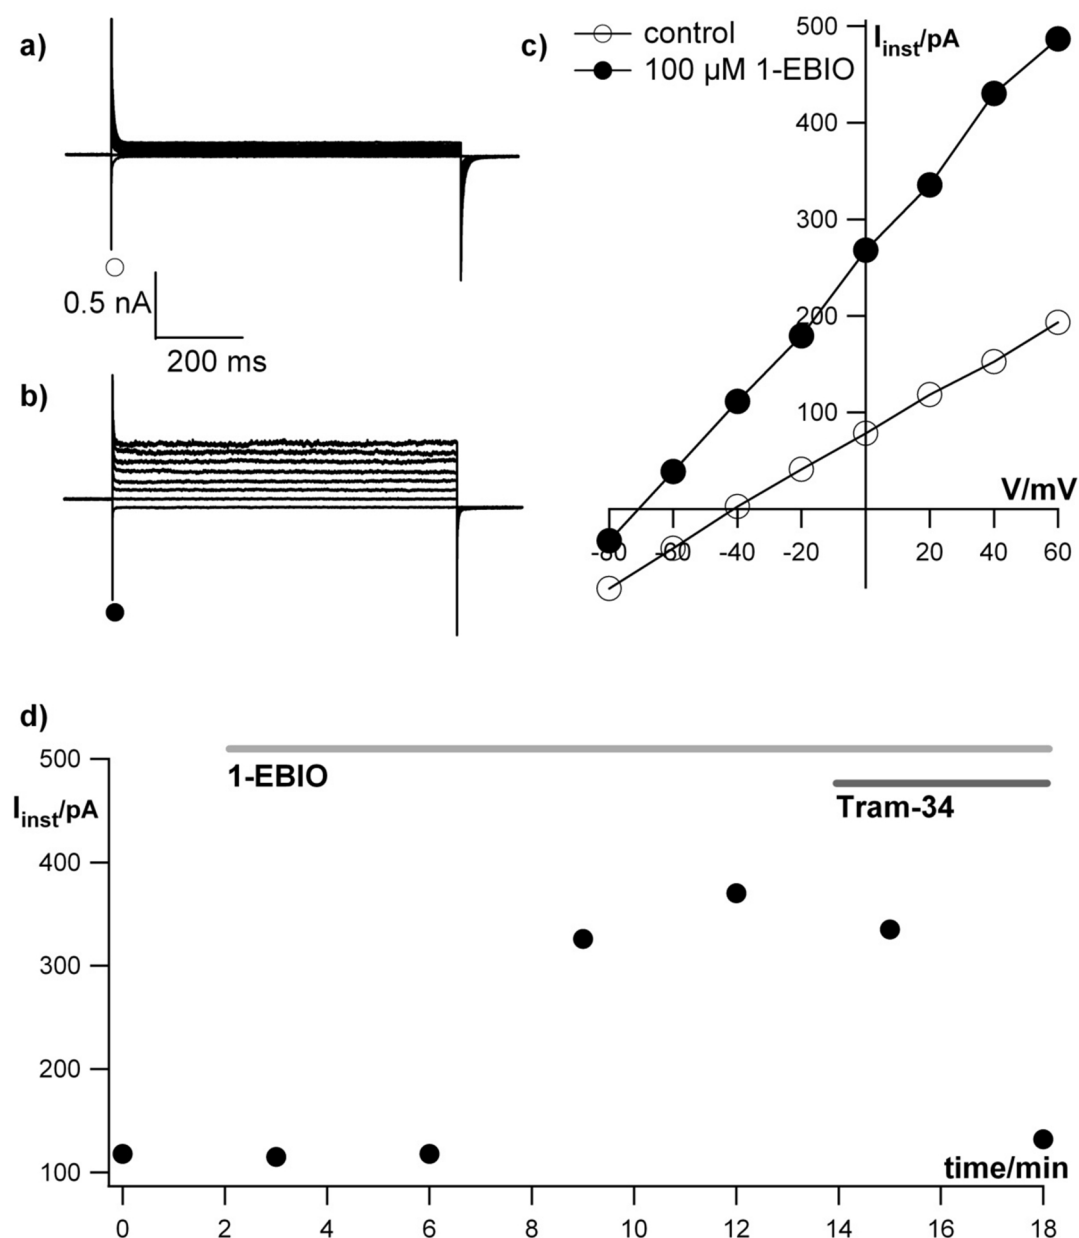 a)
0.5 nA
200 ms
b)
c)
control
100 µM 1-EBIO
500
I_inst/pA
400
300
200
100
V/mV
-80 -60 -40 -20 20 40 60
d)
500
1-EBIO
Tram-34
I_inst/pA
400
300
200
100
time/min
0 2 4 6 8 10 12 14 16 18